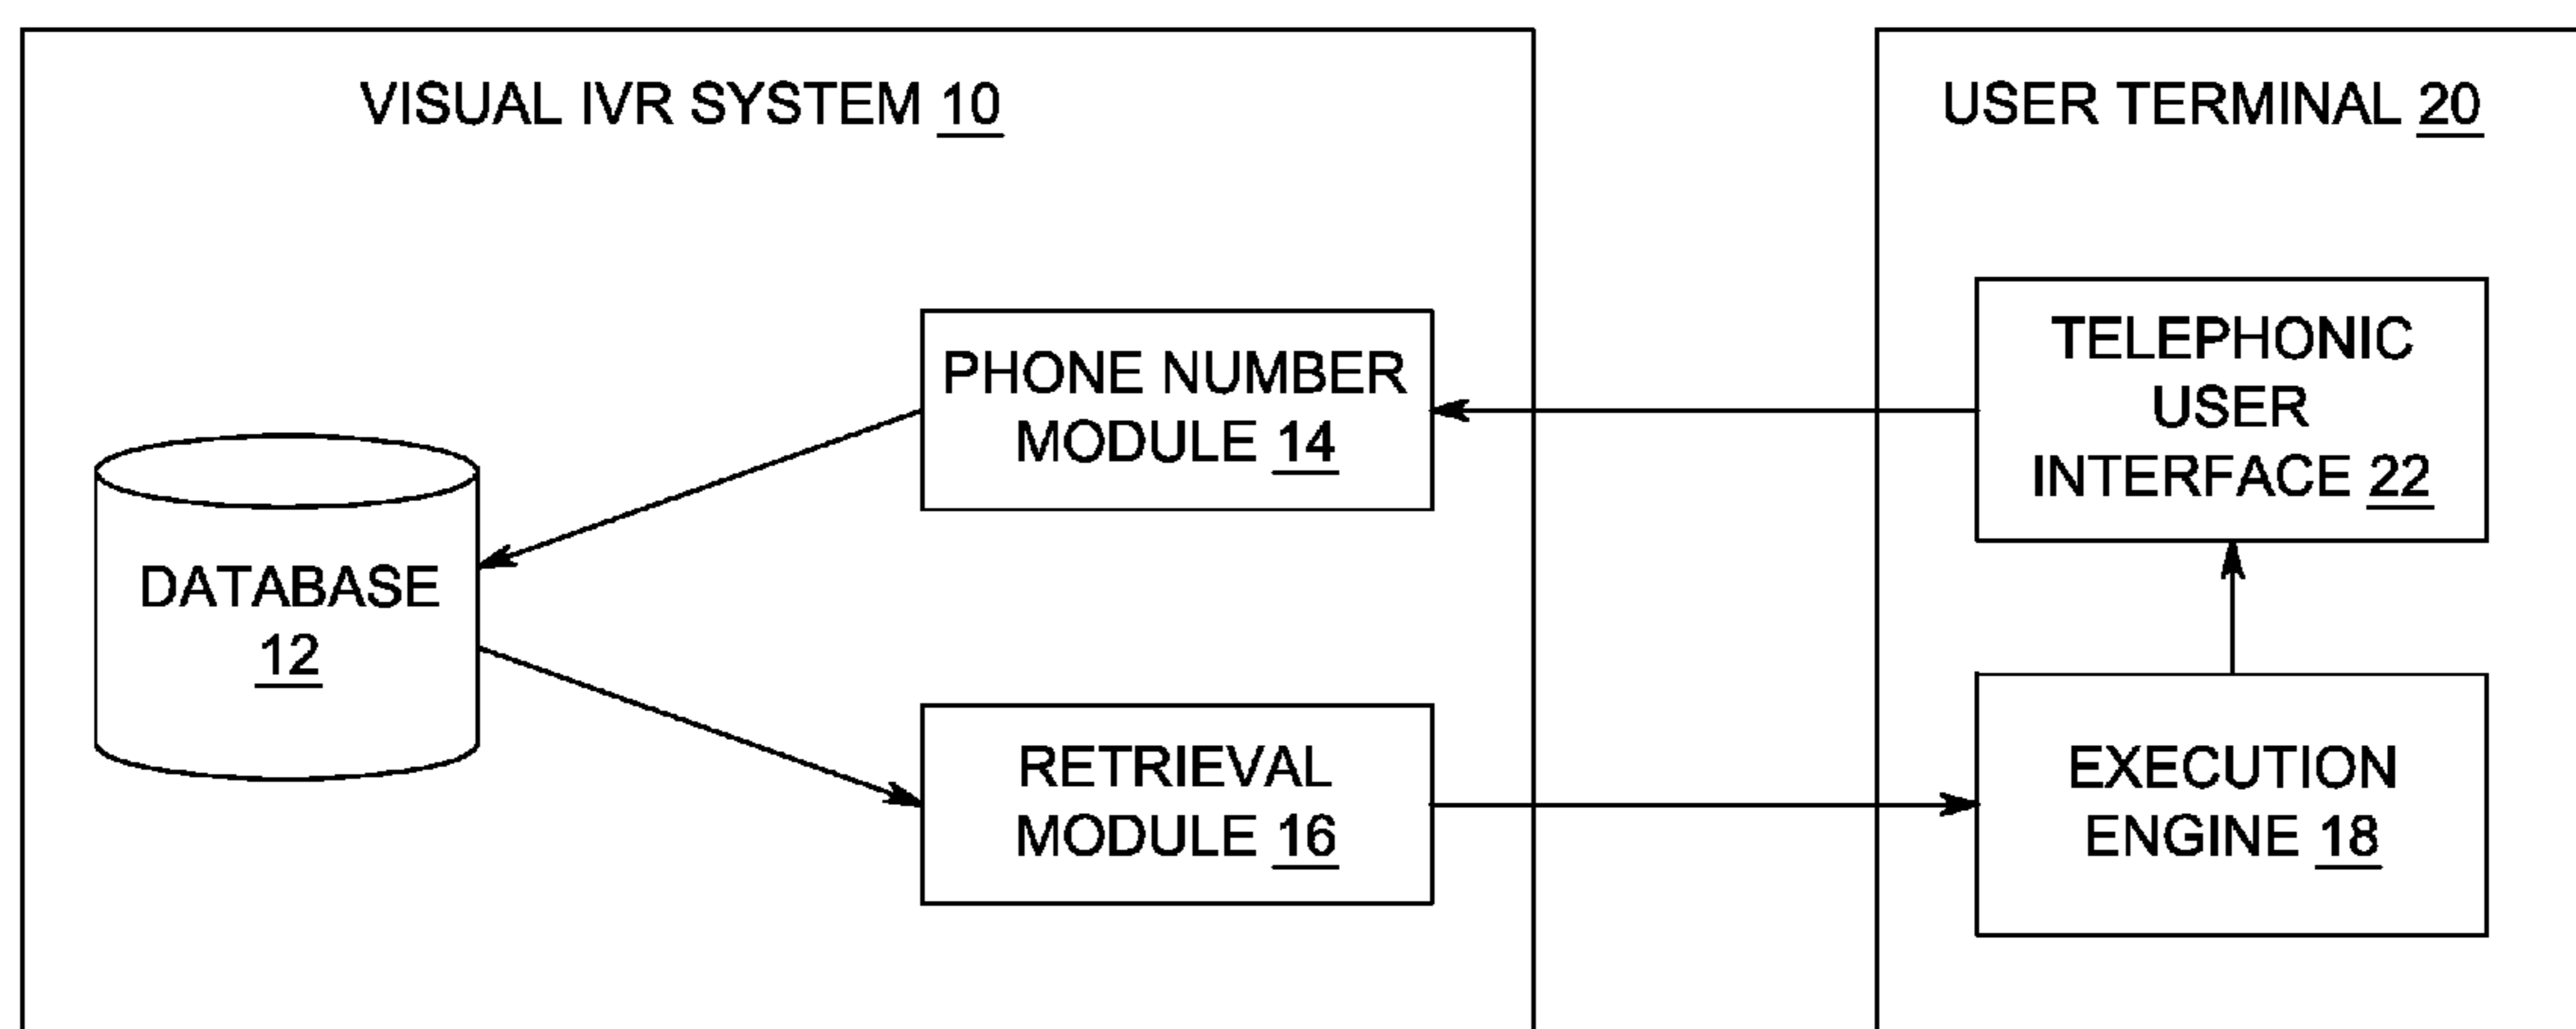 VISUAL IVR SYSTEM 10
USER TERMINAL 20
PHONE NUMBER
MODULE 14
TELEPHONIC
USER
INTERFACE 22
DATABASE
12
RETRIEVAL
MODULE 16
EXECUTION
ENGINE 18